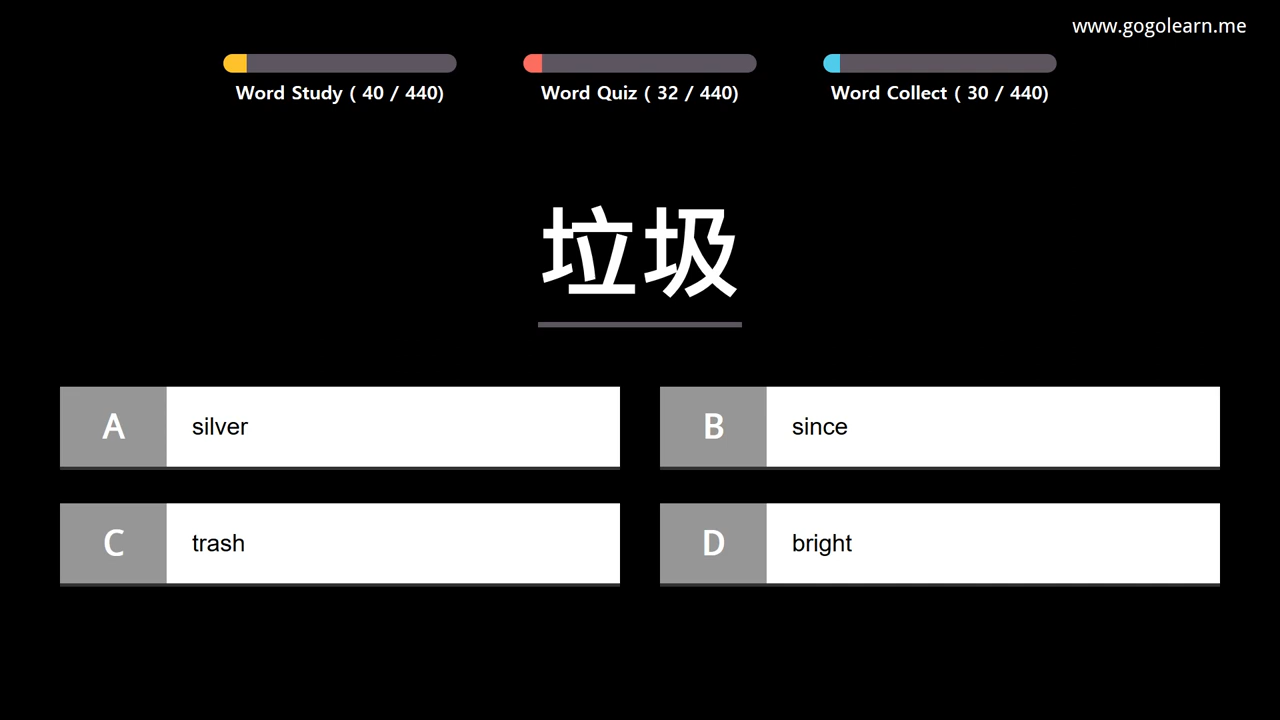 www.gogolearn.me
Word Study ( 40 / 440)
Word Quiz ( 32 / 440)
Word Collect ( 30 / 440)
垃圾
A silver
B since
C trash
D bright